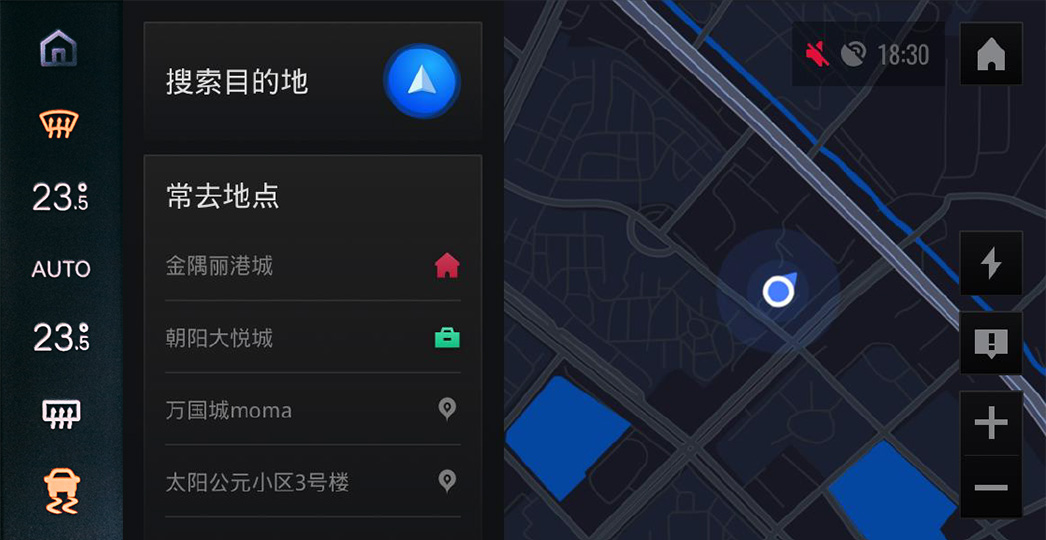 搜索目的地
18:30
23.5
常去地点
AUTO
金隅丽港城
23.5
朝阳大悦城
万国城moma
太阳公元小区3号楼